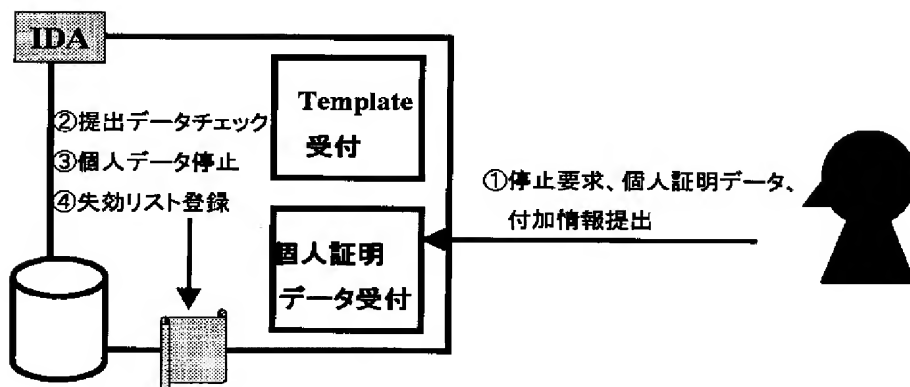 IDA
②提出データチェック
③個人データ停止
④失効リスト登録
Template
受付
個人証明
データ受付
①停止要求、個人証明データ、
付加情報提出